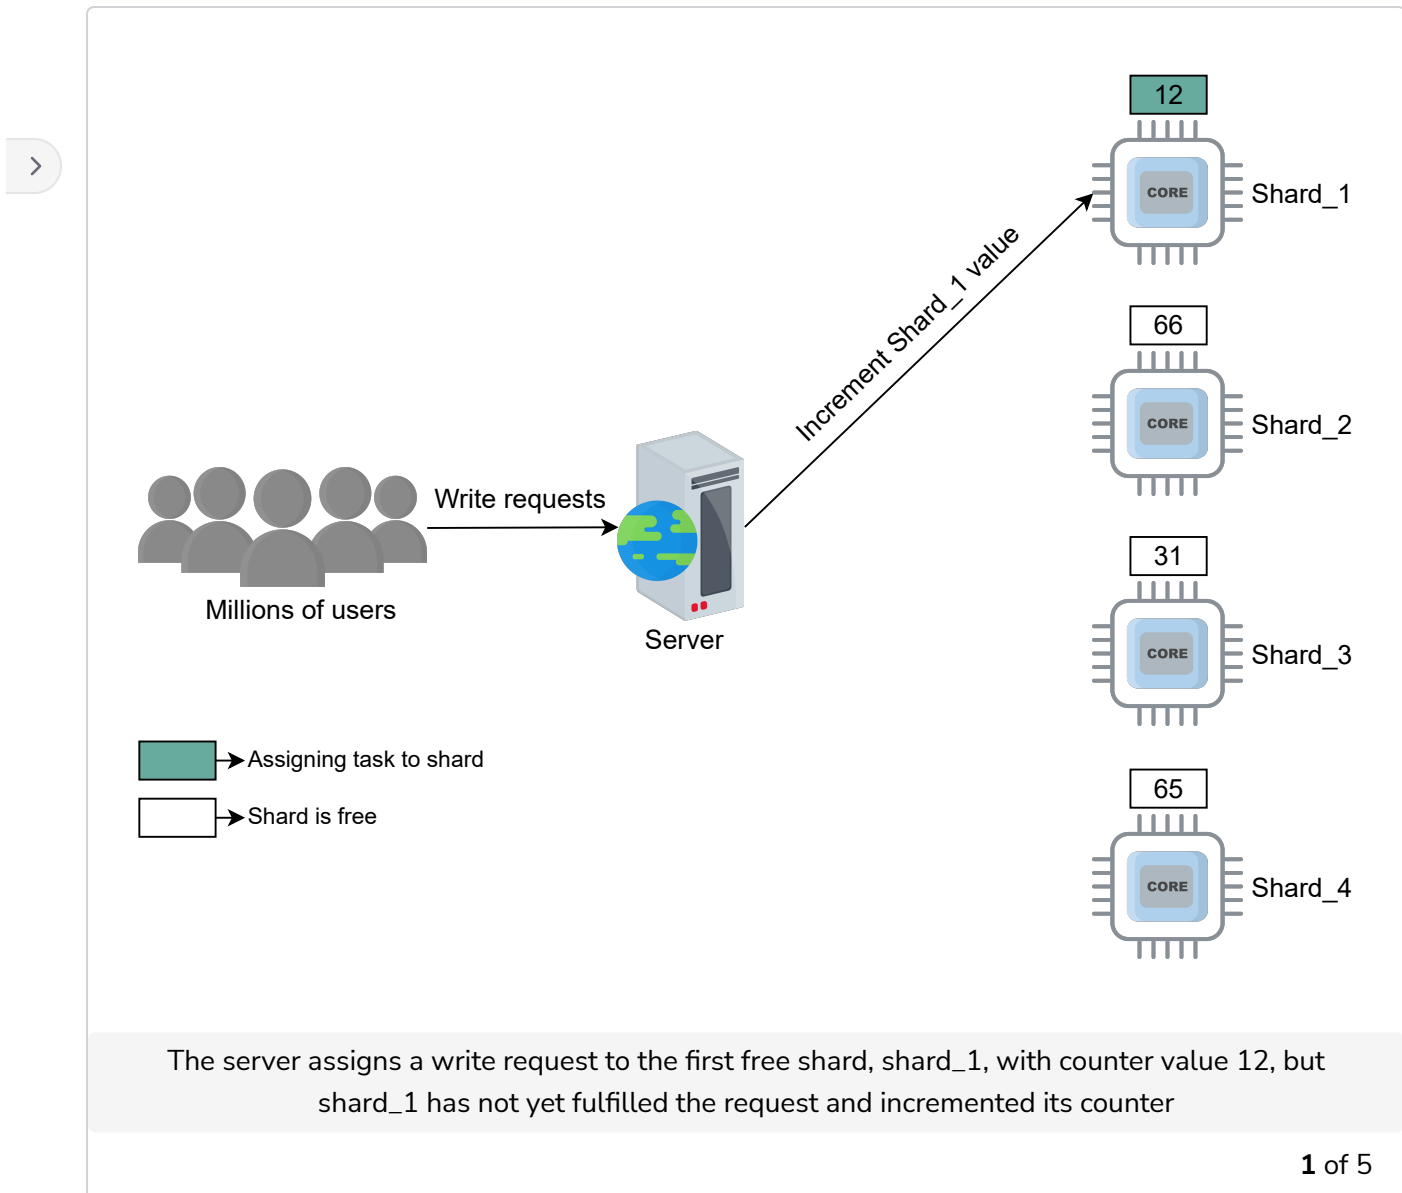 12
CORE
Shard_1
Increment Shard_1 value
66
CORE
Shard_2
Write requests
Millions of users
Server
31
CORE
Shard_3
Assigning task to shard
Shard is free
65
CORE
Shard_4
The server assigns a write request to the first free shard, shard_1, with counter value 12, but
shard_1 has not yet fulfilled the request and incremented its counter
1 of 5